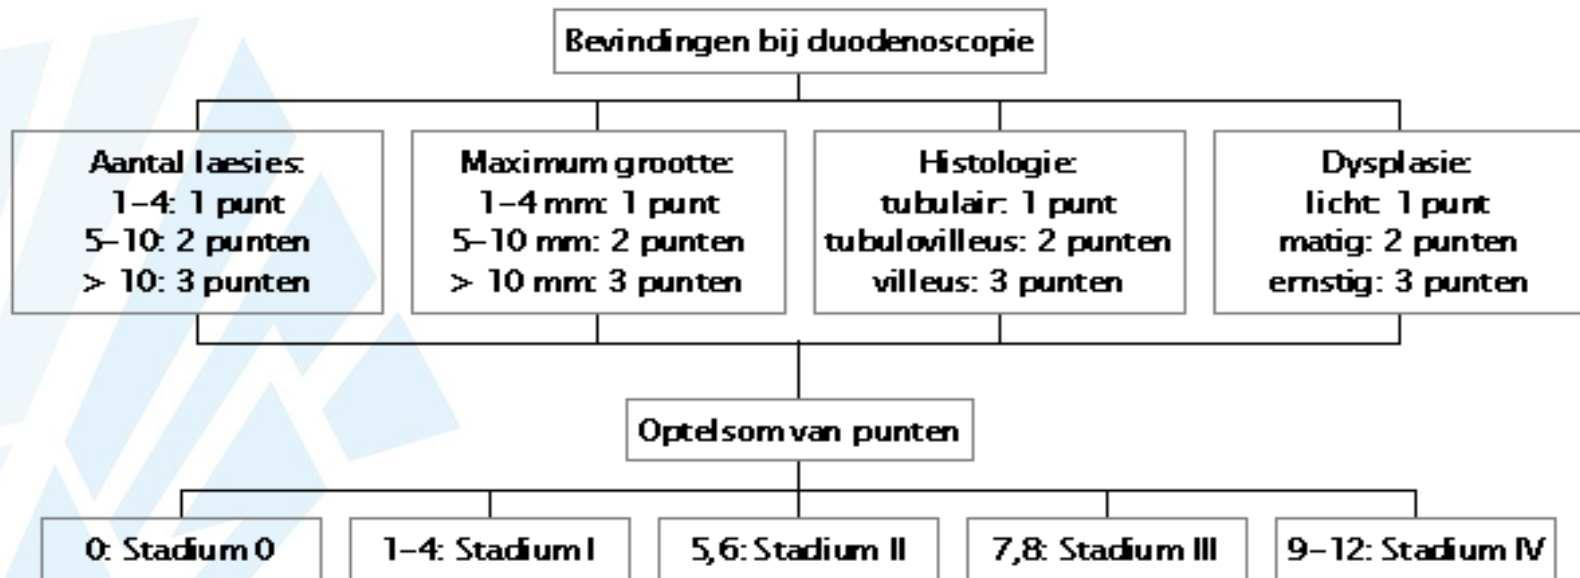 Bevindingen bij duodenoscopie
Aantal laesies:
1–4: 1 punt
5–10: 2 punten
> 10: 3 punten
Maximum grootte:
1–4 mm: 1 punt
5–10 mm: 2 punten
> 10 mm: 3 punten
Histologie:
tubulair: 1 punt
tubulovilleus: 2 punten
villeus: 3 punten
Dysplasie:
licht: 1 punt
matig: 2 punten
ernstig: 3 punten
Optelsom van punten
0: Stadium 0
1–4: Stadium I
5,6: Stadium II
7,8: Stadium III
9–12: Stadium IV